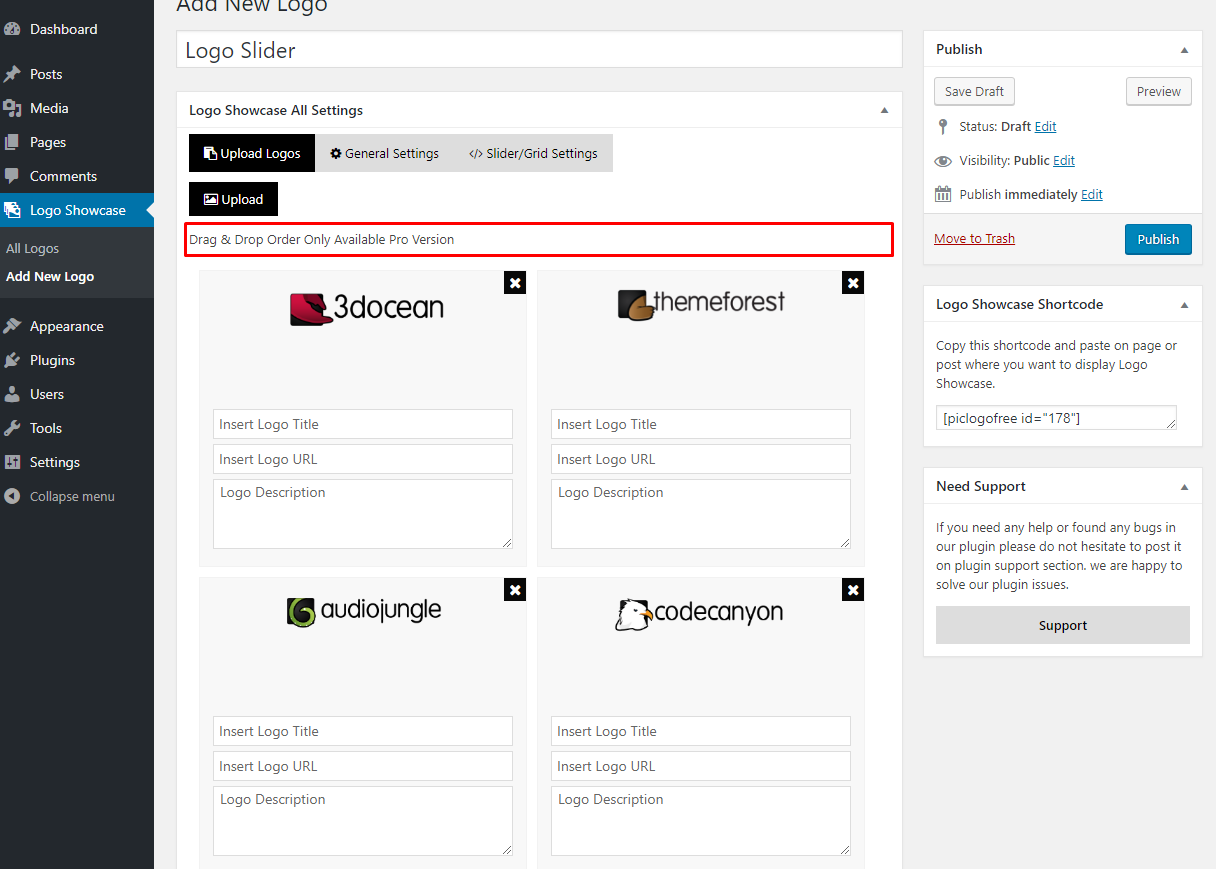 Add New Logo
Dashboard
Posts
Media
Pages
Comments
Logo Showcase
All Logos
Add New Logo
Appearance
Plugins
Users
Tools
Settings
Collapse menu
Logo Slider
Logo Showcase All Settings
Upload Logos General Settings </> Slider/Grid Settings
Upload
Drag & Drop Order Only Available Pro Version
3docean
Insert Logo Title
Insert Logo URL
Logo Description
themeforest
Insert Logo Title
Insert Logo URL
Logo Description
audiojungle
Insert Logo Title
Insert Logo URL
Logo Description
codecanyon
Insert Logo Title
Insert Logo URL
Logo Description
Publish
Save Draft Preview
Status: Draft Edit
Visibility: Public Edit
Publish immediately Edit
Move to Trash Publish
Logo Showcase Shortcode
Copy this shortcode and paste on page or
post where you want to display Logo
Showcase.
[piclogofree id="178"]
Need Support
If you need any help or found any bugs in
our plugin please do not hesitate to post it
on plugin support section. we are happy to
solve our plugin issues.
Support